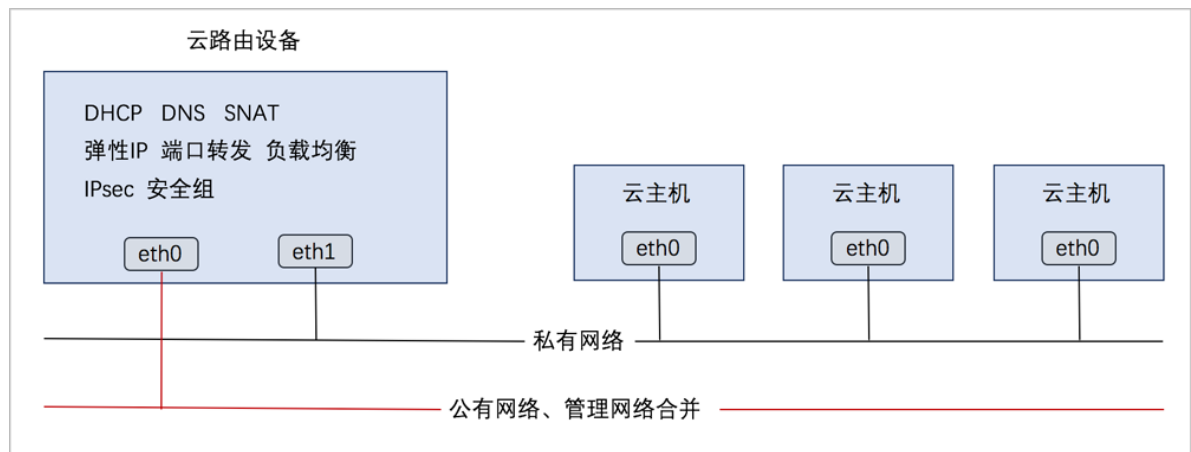 云路由设备
DHCP DNS SNAT
弹性IP 端口转发 负载均衡
IPsec 安全组
eth0
eth1
云主机
eth0
云主机
eth0
云主机
eth0
私有网络
公有网络、管理网络合并